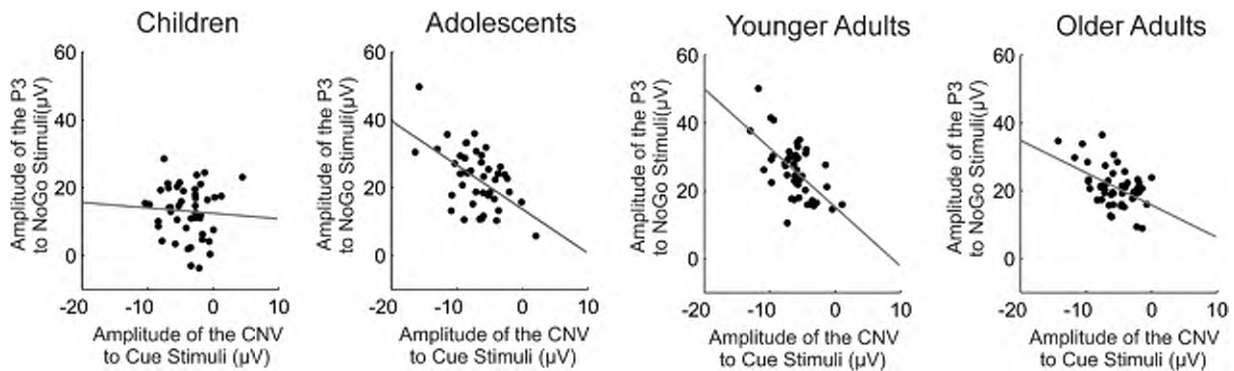 Children
Amplitude of the P3
to NoGo Stimuli(µV)
60
40
20
0
-20
-10
0
10
Amplitude of the CNV
to Cue Stimuli (µV)
Adolescents
Amplitude of the P3
to NoGo Stimuli(µV)
60
40
20
0
-20
-10
0
10
Amplitude of the CNV
to Cue Stimuli (µV)
Younger Adults
Amplitude of the P3
to NoGo Stimuli(µV)
60
40
20
0
-20
-10
0
10
Amplitude of the CNV
to Cue Stimuli (µV)
Older Adults
Amplitude of the P3
to NoGo Stimuli(µV)
60
40
20
0
-20
-10
0
10
Amplitude of the CNV
to Cue Stimuli (µV)